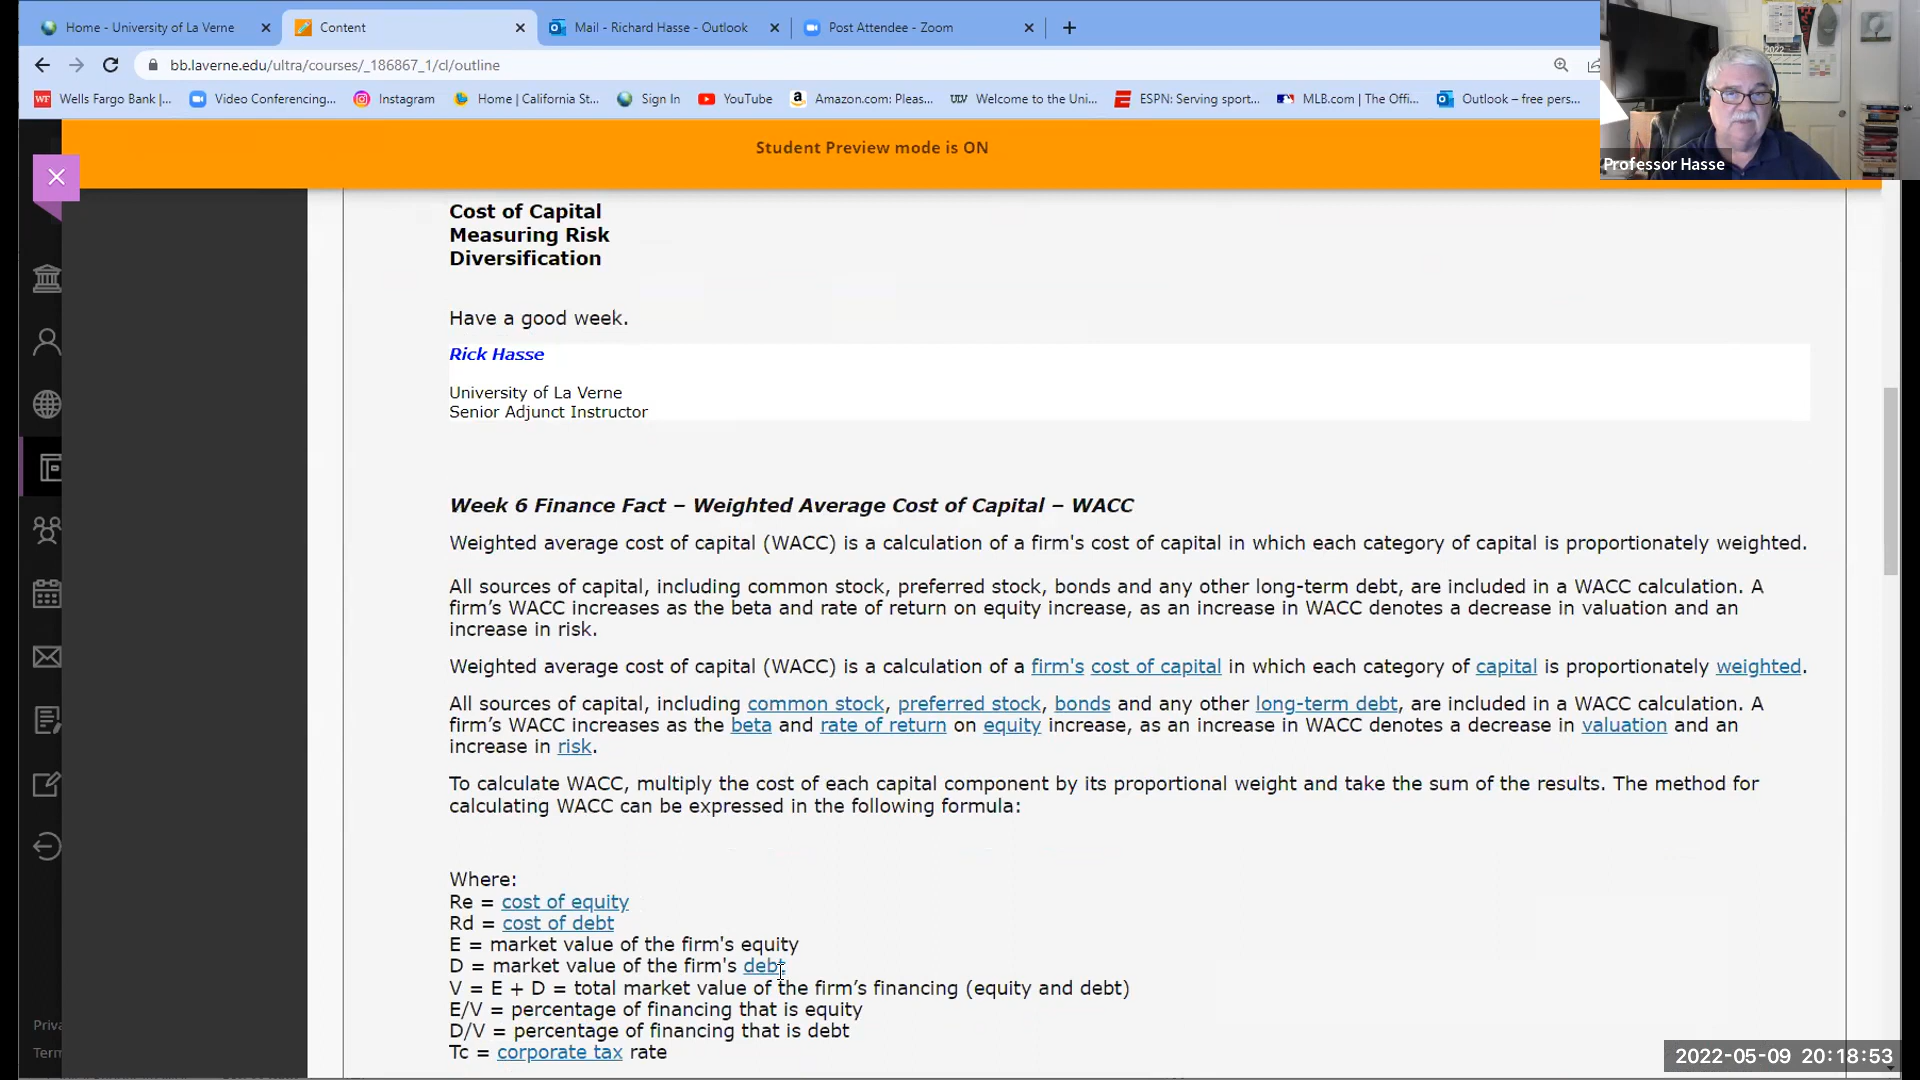 Home - University of La Verne
Content
Mail - Richard Hasse - Outlook
Post Attendee - Zoom
bb.laverne.edu/ultra/courses/_186867_1/cl/outline
WF
Wells Fargo Bank |...
Video Conferencing...
Instagram
Home | California St...
Sign In
YouTube
Amazon.com: Pleas...
Welcome to the Uni...
ESPN: Serving sport...
MLB.com | The Offi...
Outlook – free pers...
Student Preview mode is ON
Professor Hasse
2022
Cost of Capital
Measuring Risk
Diversification
Have a good week.
Rick Hasse
University of La Verne
Senior Adjunct Instructor
Week 6 Finance Fact – Weighted Average Cost of Capital – WACC
Weighted average cost of capital (WACC) is a calculation of a firm's cost of capital in which each category of capital is proportionately weighted.
All sources of capital, including common stock, preferred stock, bonds and any other long-term debt, are included in a WACC calculation. A
firm’s WACC increases as the beta and rate of return on equity increase, as an increase in WACC denotes a decrease in valuation and an
increase in risk.
Weighted average cost of capital (WACC) is a calculation of a firm's cost of capital in which each category of capital is proportionately weighted.
All sources of capital, including common stock, preferred stock, bonds and any other long-term debt, are included in a WACC calculation. A
firm’s WACC increases as the beta and rate of return on equity increase, as an increase in WACC denotes a decrease in valuation and an
increase in risk.
To calculate WACC, multiply the cost of each capital component by its proportional weight and take the sum of the results. The method for
calculating WACC can be expressed in the following formula:
Where:
Re = cost of equity
Rd = cost of debt
E = market value of the firm's equity
D = market value of the firm's debt
V = E + D = total market value of the firm’s financing (equity and debt)
E/V = percentage of financing that is equity
D/V = percentage of financing that is debt
Tc = corporate tax rate
Priva
Term
2022-05-09 20:18:53